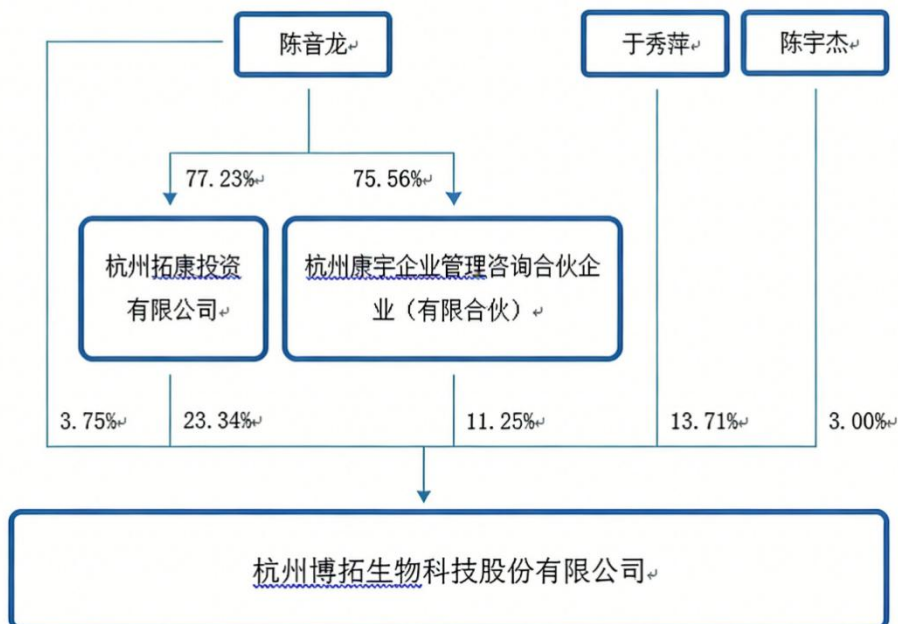 陈音龙↵
于秀萍↵
陈宇杰↵
77.23%↵
75.56%↵
杭州拓康投资
有限公司↵
杭州康宇企业管理咨询合伙企
业（有限合伙）↵
3.75%↵
23.34%↵
11.25%↵
13.71%↵
3.00%↵
杭州博拓生物科技股份有限公司↵